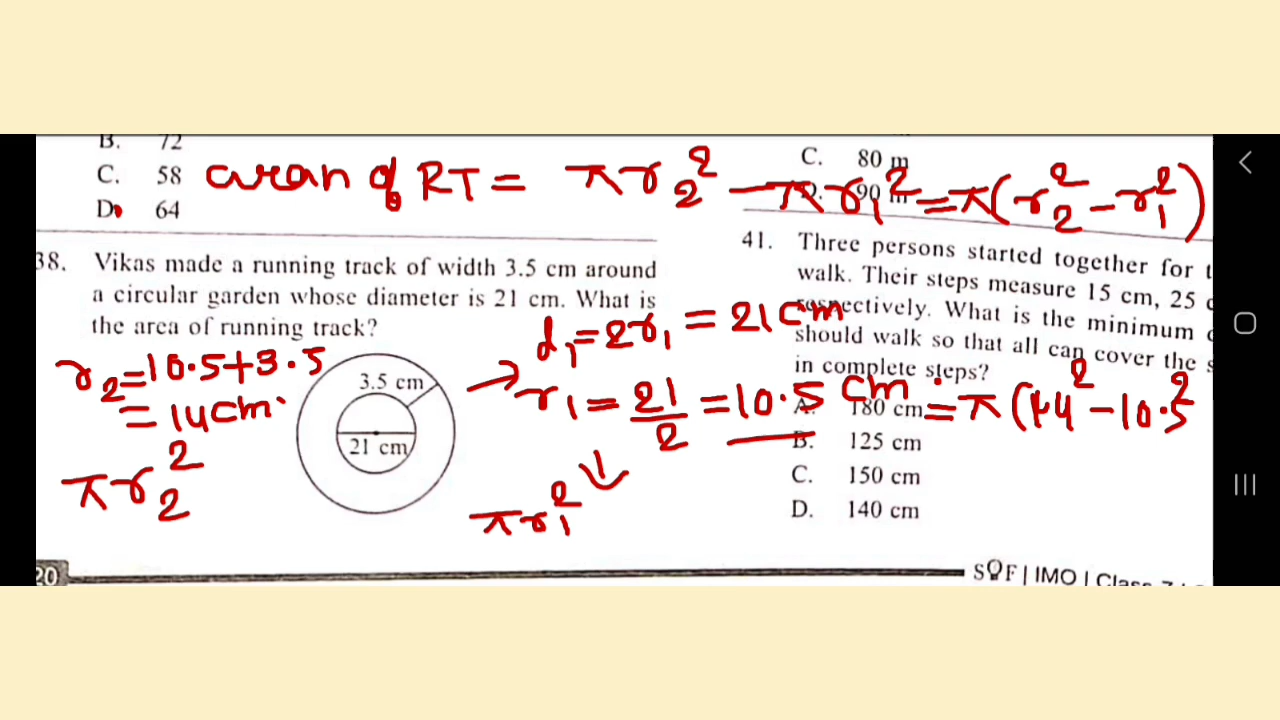 B. 72
C. 58
D. 64
araan of RT = πr₂² − πr₁² = π(r₂² − r₁²)
38. Vikas made a running track of width 3.5 cm around
a circular garden whose diameter is 21 cm. What is
the area of running track?
r₂ = 10.5 + 3.5
= 14 cm
πr₂²
3.5 cm
21 cm
d₁ = 2r₁ = 21 cm
r₁ = 21/2 = 10.5 cm
πr₁²
= π(14² − 10.5²
C. 80 m
D. 90 m
41. Three persons started together for t
walk. Their steps measure 15 cm, 25 c
respectively. What is the minimum d
should walk so that all can cover the s
in complete steps?
A. 180 cm
B. 125 cm
C. 150 cm
D. 140 cm
20
SOF | IMO | Class 7